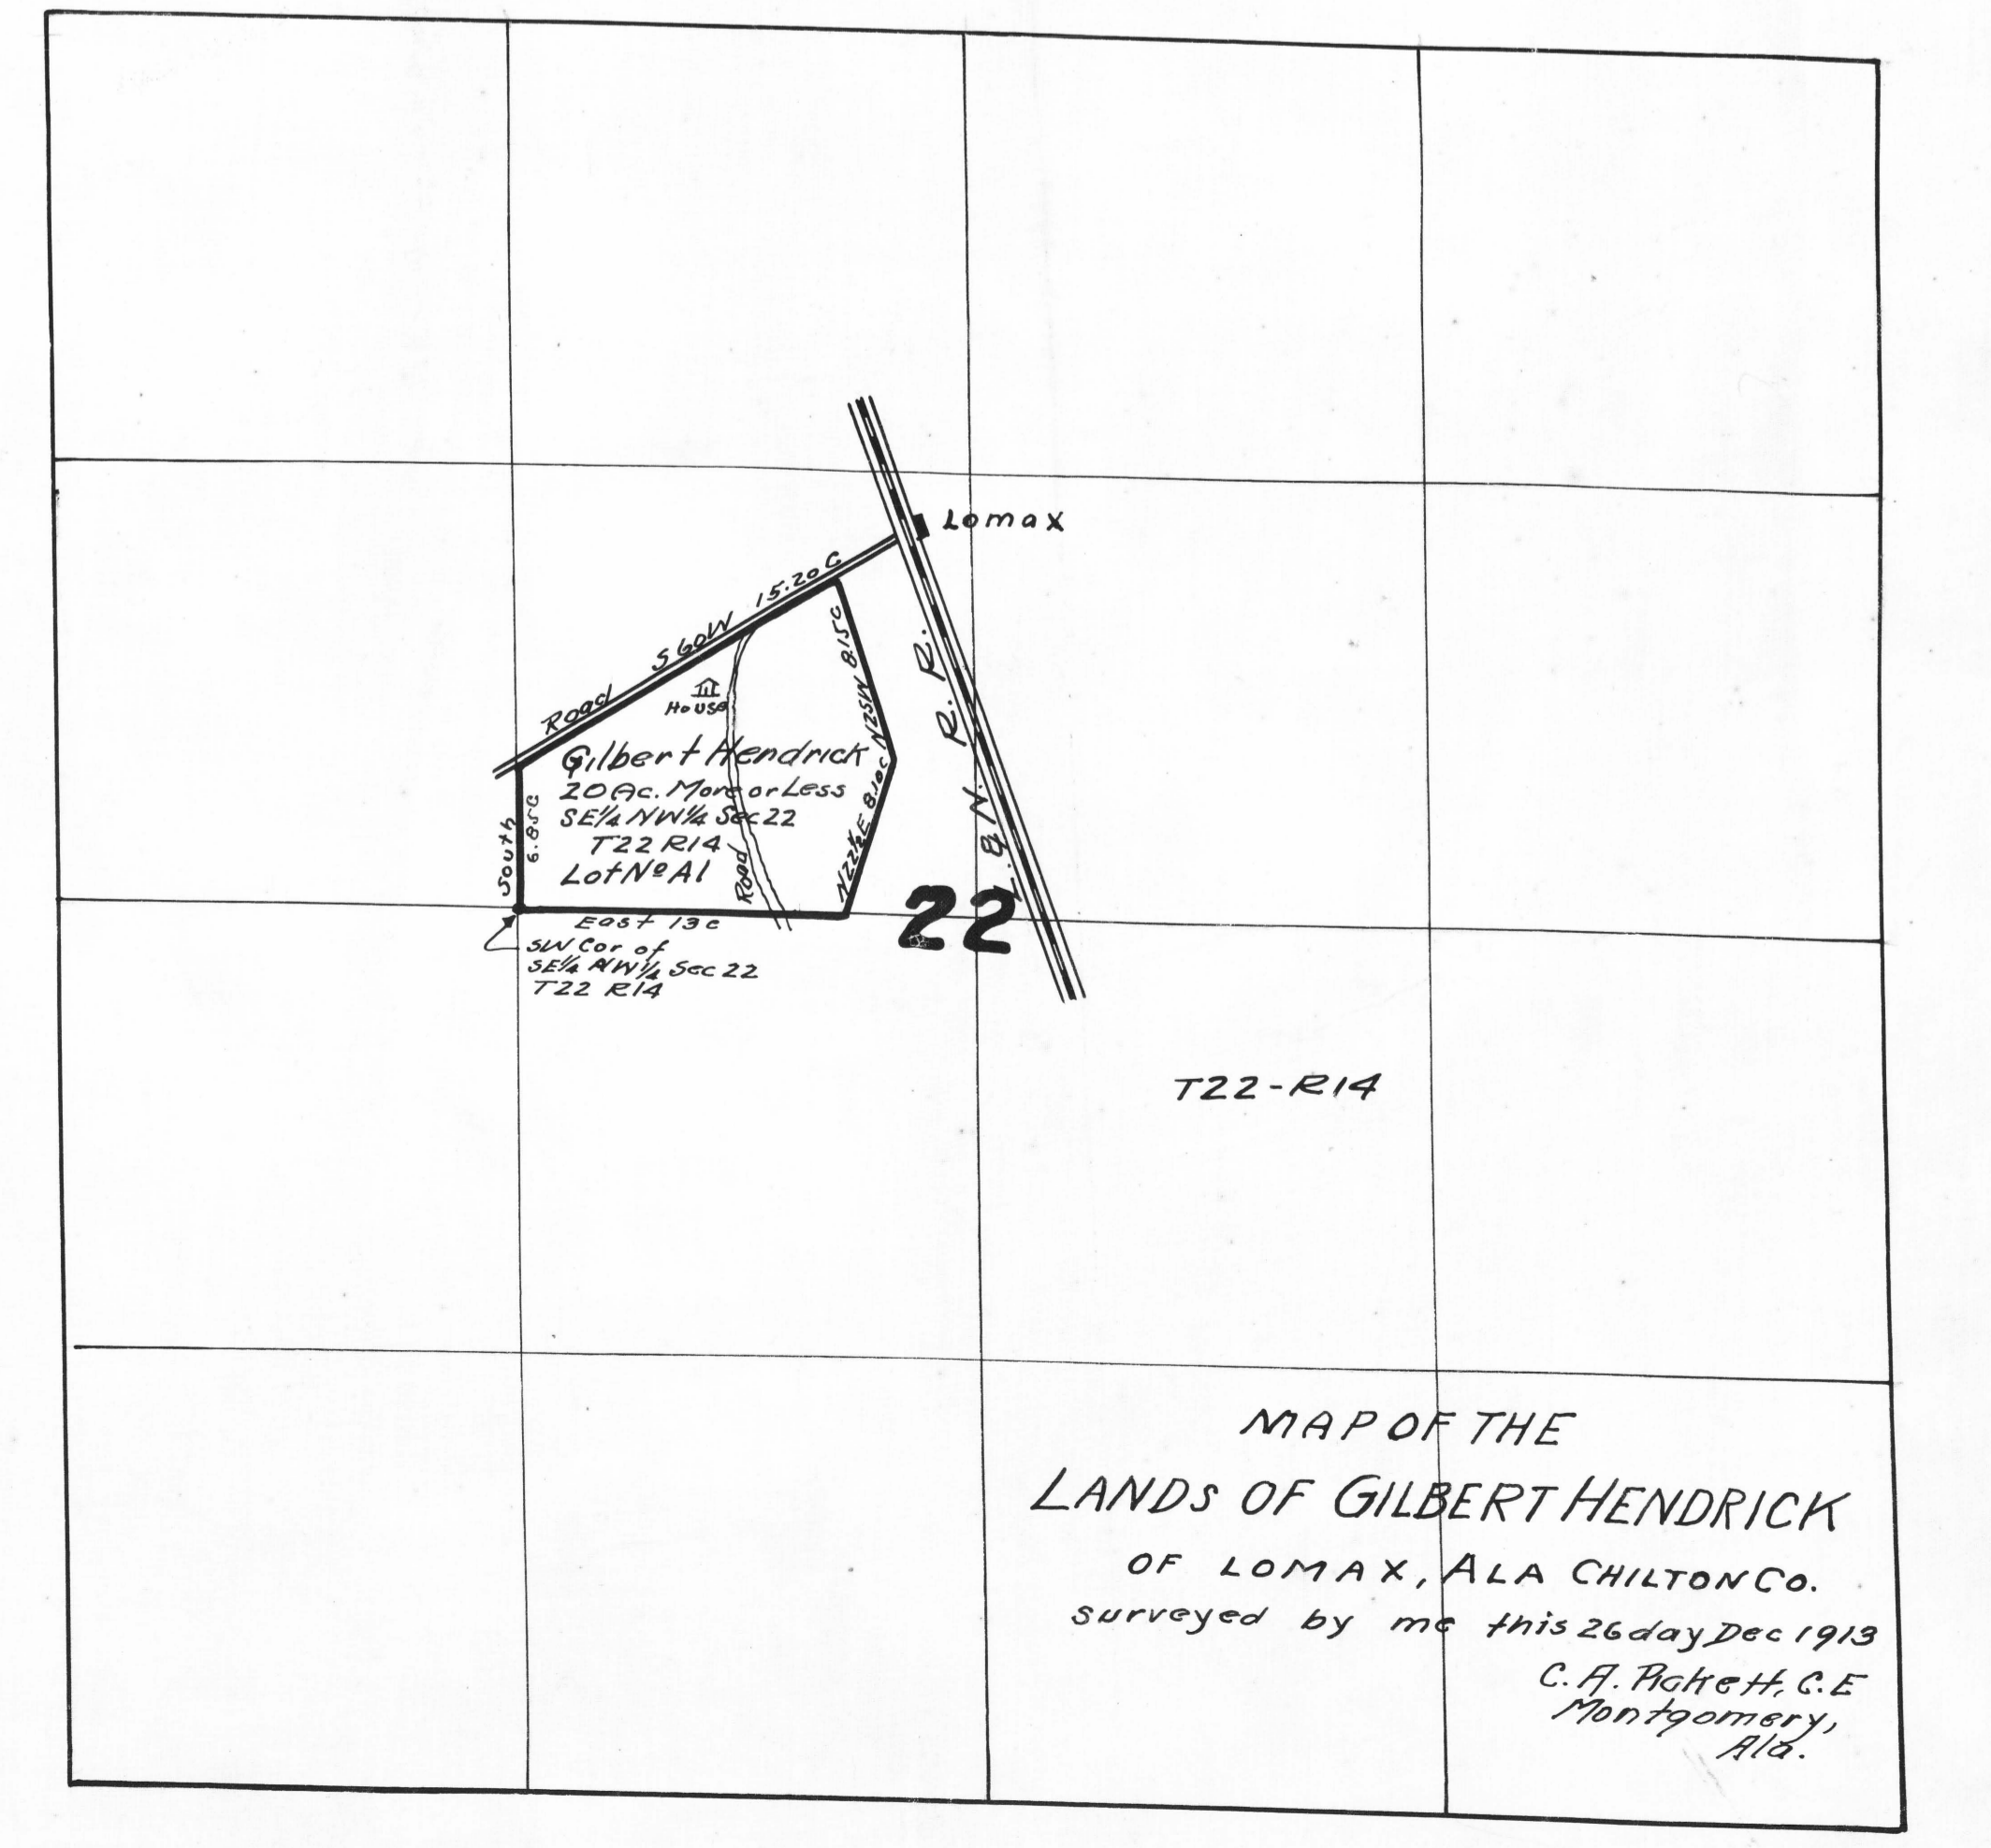 Lomax
15.20 C
S 60 W
Road
N25W 8.15C
R. R.
L. & N.
House
Gilbert Hendrick
20 Ac. More or Less
SE¼ NW¼ Sec 22
T22 R14
Lot Nº A1
Road
N22½E 8.10C
South
6.85C
22
East 13c
SW Cor of
SE¼ NW¼ Sec 22
T22 R14
T22-R14
MAP OF THE
LANDS OF GILBERT HENDRICK
OF LOMAX, ALA CHILTON CO.
surveyed by me this 26 day Dec 1913
C. A. Pickett, C. E
Montgomery,
Ala.